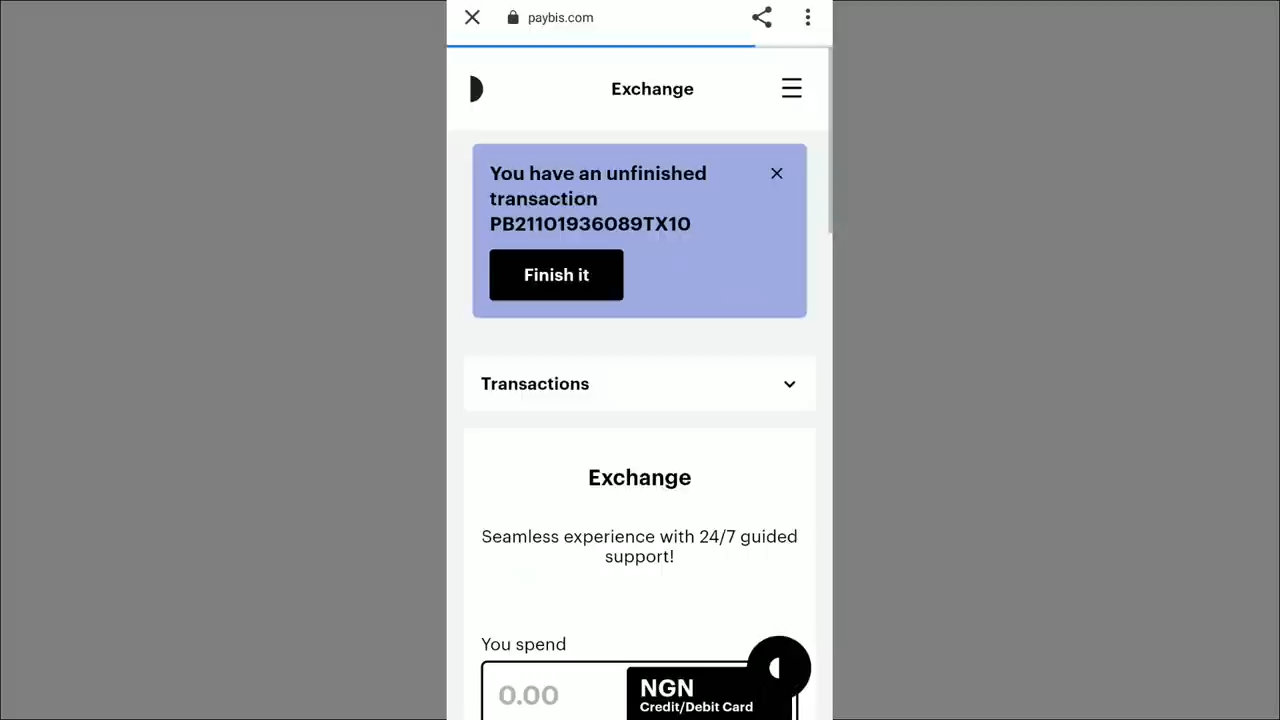 paybis.com
Exchange
You have an unfinished
transaction
PB21101936089TX10
Finish it
Transactions
Exchange
Seamless experience with 24/7 guided
support!
You spend
0.00
NGN
Credit/Debit Card